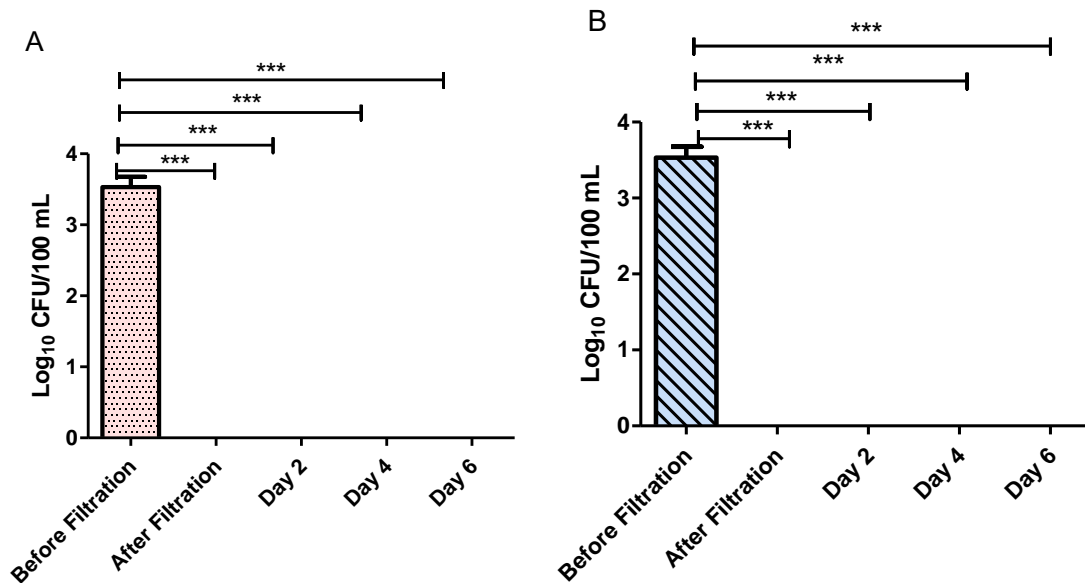 A
***
***
***
***
4
3
2
1
0
Log₁₀ CFU/100 mL
Before Filtration
After Filtration
Day 2
Day 4
Day 6
B
***
***
***
***
4
3
2
1
0
Log₁₀ CFU/100 mL
Before Filtration
After Filtration
Day 2
Day 4
Day 6